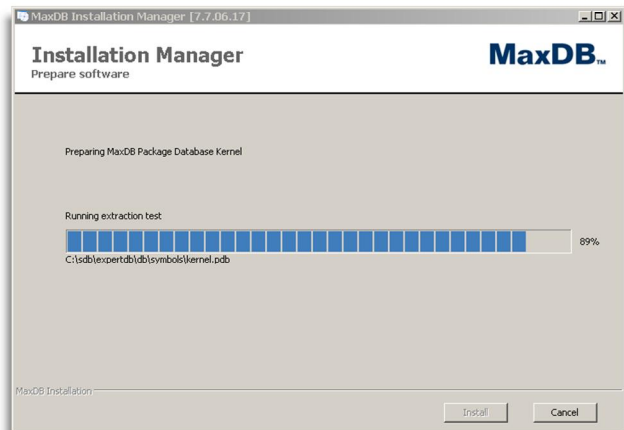 MaxDB Installation Manager [7.7.06.17]
Installation Manager
Prepare software
MaxDB™
Preparing MaxDB Package Database Kernel
Running extraction test
89%
C:\sdb\expertdb\db\symbols\kernel.pdb
MaxDB Installation
Install
Cancel